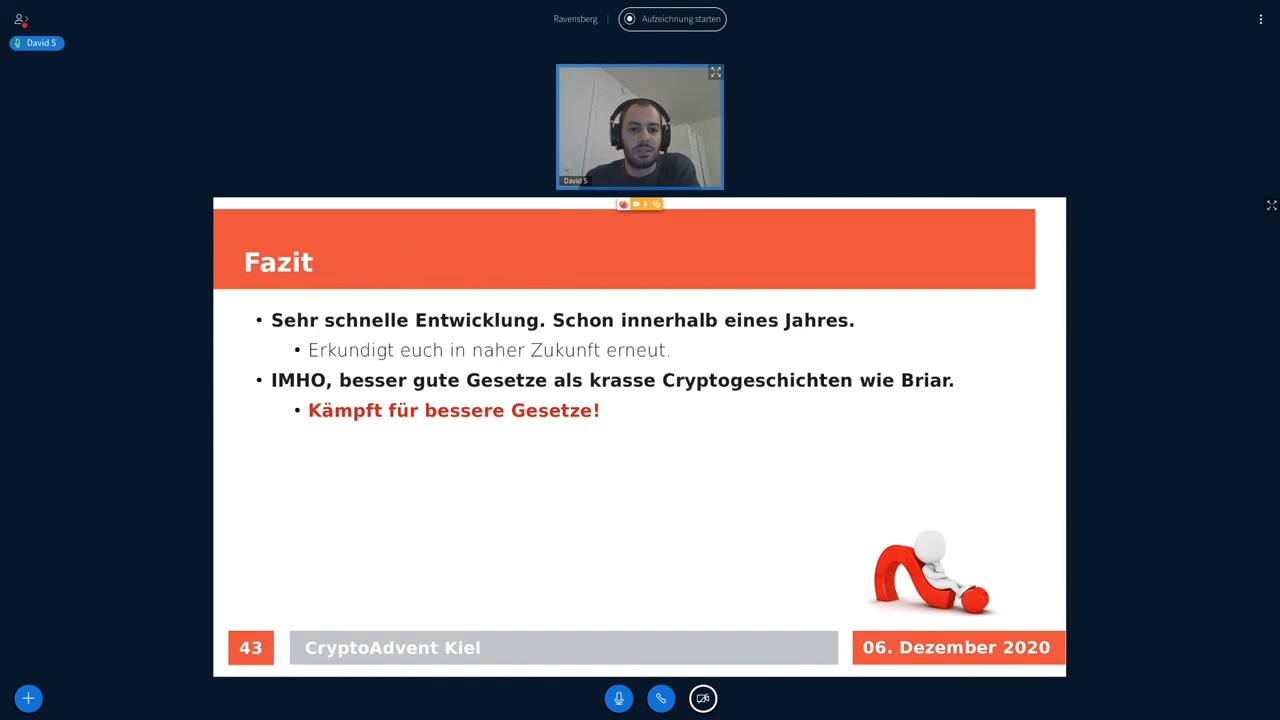 Ravensberg
Aufzeichnung starten
David S
David S
Fazit
• Sehr schnelle Entwicklung. Schon innerhalb eines Jahres.
• Erkundigt euch in naher Zukunft erneut.
• IMHO, besser gute Gesetze als krasse Cryptogeschichten wie Briar.
• Kämpft für bessere Gesetze!
43
CryptoAdvent Kiel
06. Dezember 2020